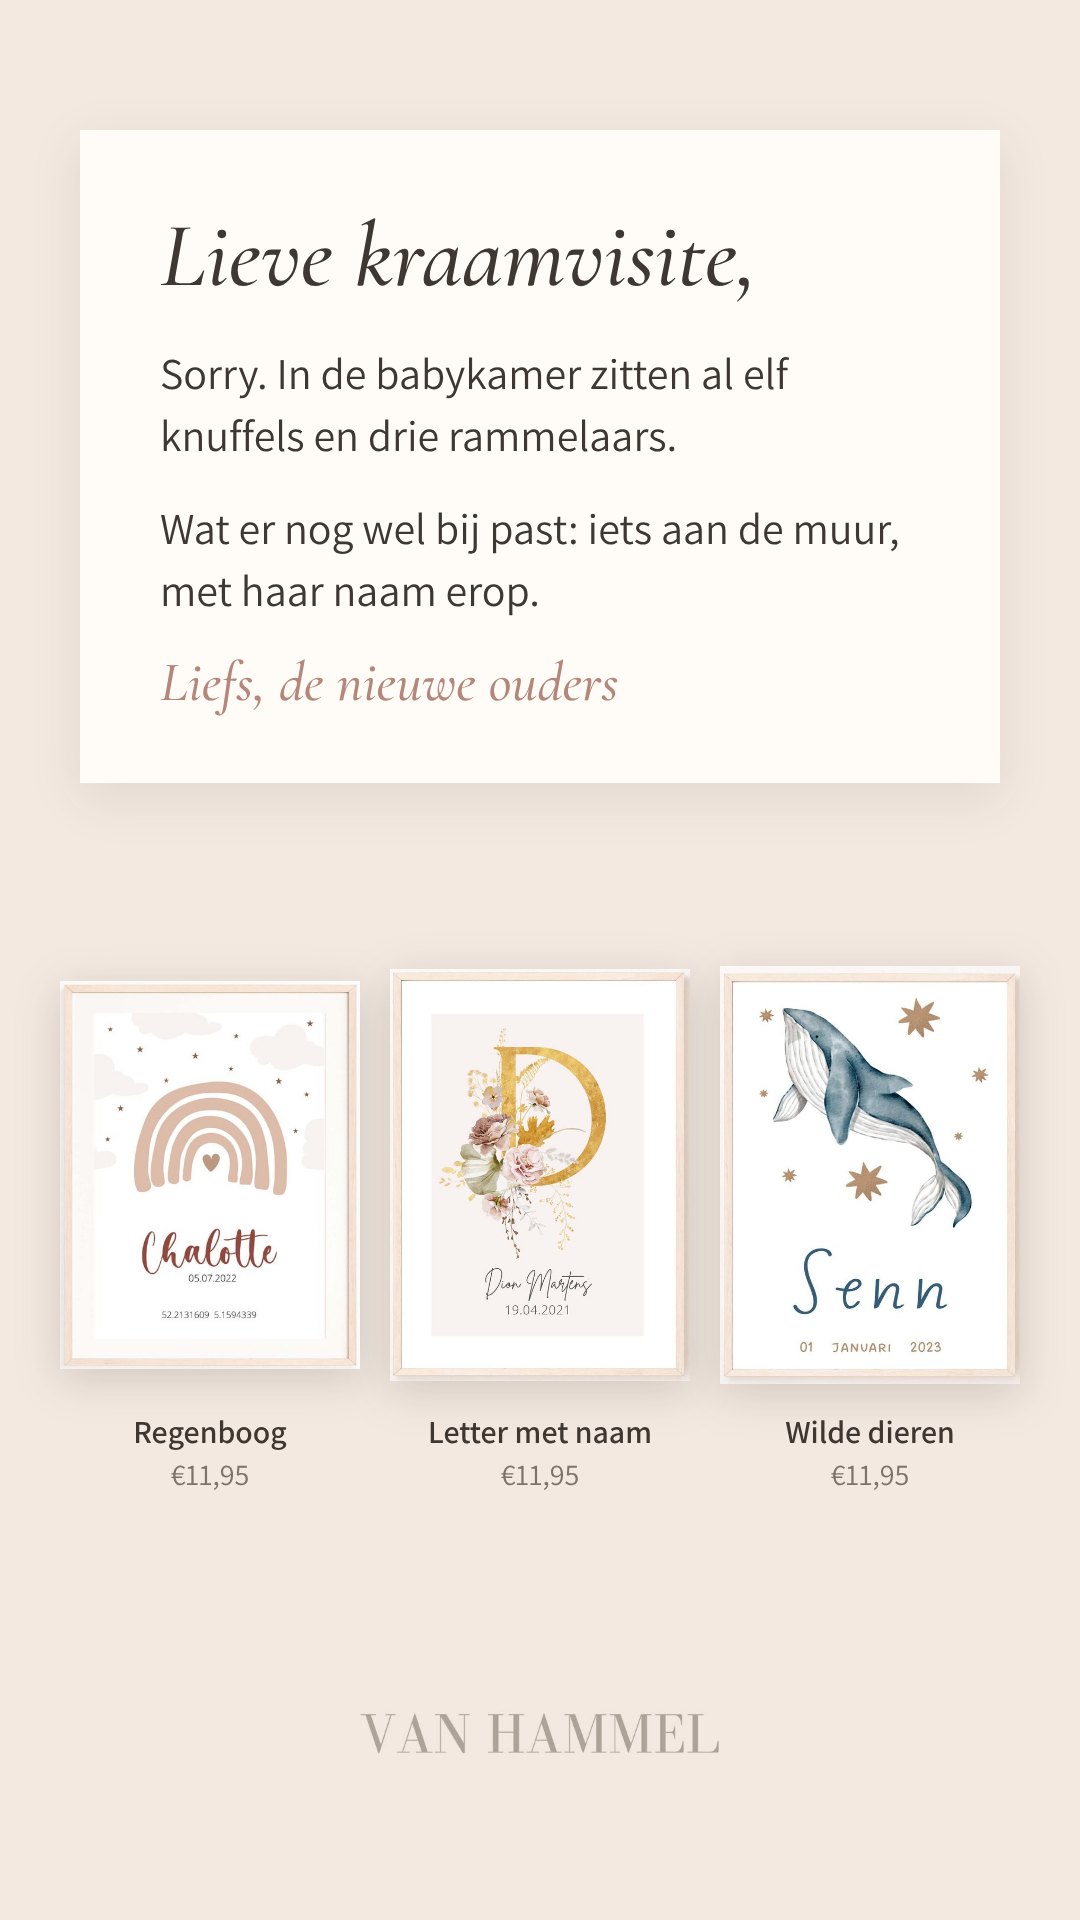 Lieve kraamvisite,
Sorry. In de babykamer zitten al elf
knuffels en drie rammelaars.
Wat er nog wel bij past: iets aan de muur,
met haar naam erop.
Liefs, de nieuwe ouders
Chalotte
05.07.2022
52.2131609 5.1594339
D
Dion Martens
19.04.2021
Senn
01 JANUARI 2023
Regenboog
€11,95
Letter met naam
€11,95
Wilde dieren
€11,95
VAN HAMMEL